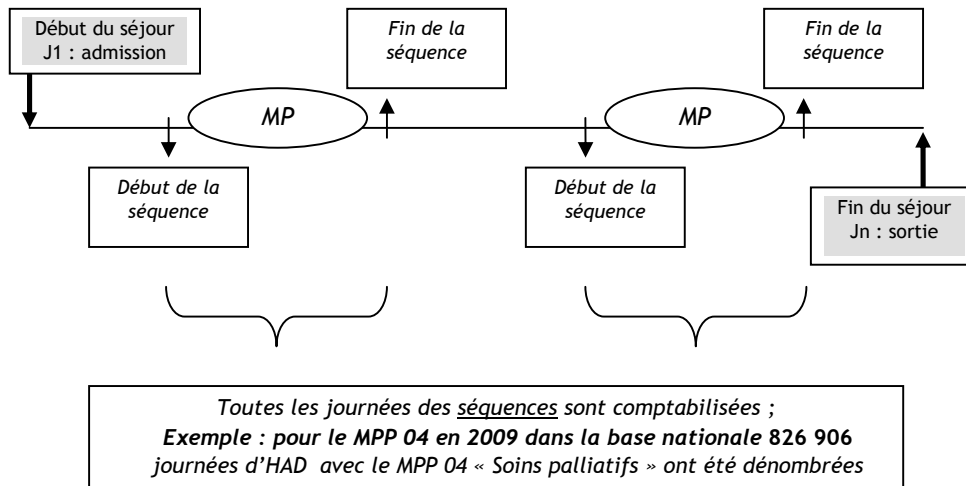 Début du séjour
J1 : admission
Fin de la
séquence
Fin de la
séquence
MP
MP
Début de la
séquence
Début de la
séquence
Fin du séjour
Jn : sortie
Toutes les journées des séquences sont comptabilisées ;
Exemple : pour le MPP 04 en 2009 dans la base nationale 826 906
journées d’HAD avec le MPP 04 « Soins palliatifs » ont été dénombrées